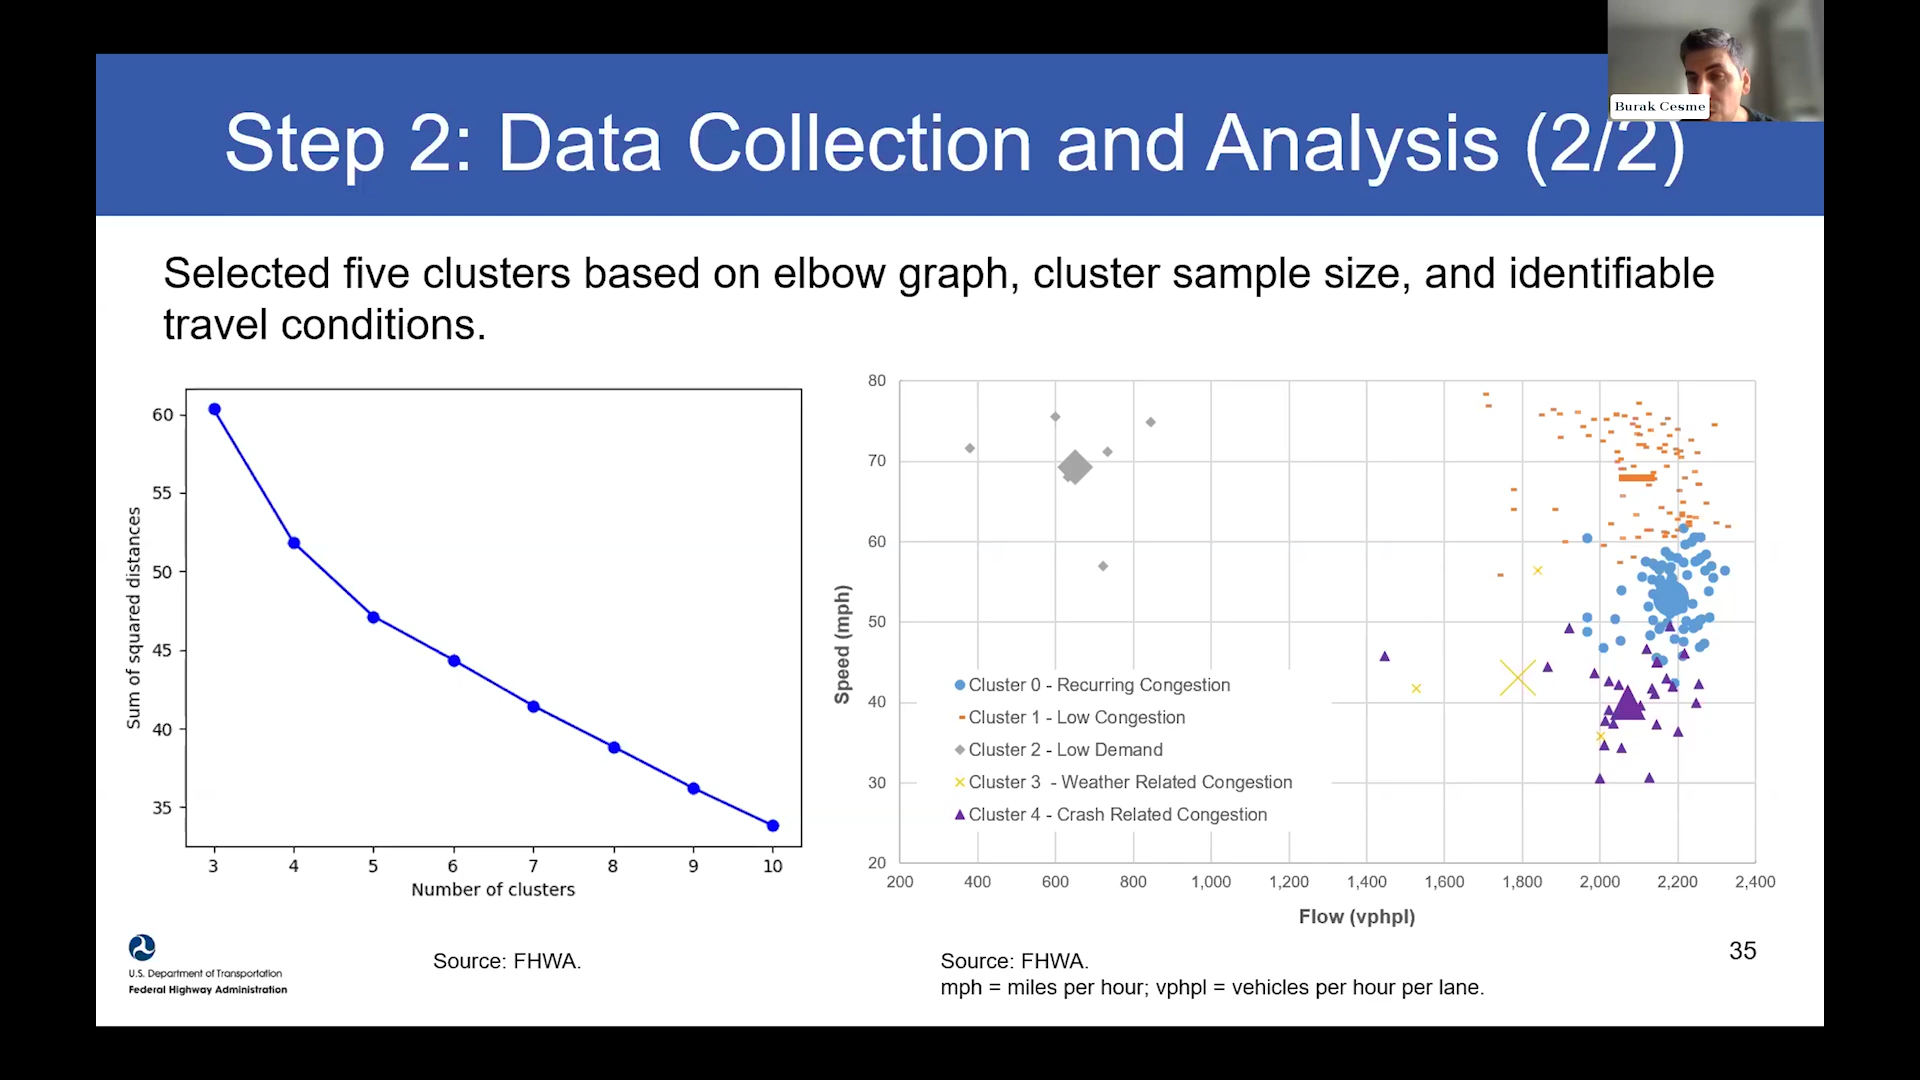 Burak Cesme
Step 2: Data Collection and Analysis (2/2)
Selected five clusters based on elbow graph, cluster sample size, and identifiable
travel conditions.
60
55
50
45
40
35
Sum of squared distances
3 4 5 6 7 8 9 10
Number of clusters
80
70
60
50
40
30
20
Speed (mph)
Cluster 0 - Recurring Congestion
Cluster 1 - Low Congestion
Cluster 2 - Low Demand
Cluster 3 - Weather Related Congestion
Cluster 4 - Crash Related Congestion
200 400 600 800 1,000 1,200 1,400 1,600 1,800 2,000 2,200 2,400
Flow (vphpl)
U.S. Department of Transportation
Federal Highway Administration
Source: FHWA.
Source: FHWA.
mph = miles per hour; vphpl = vehicles per hour per lane.
35